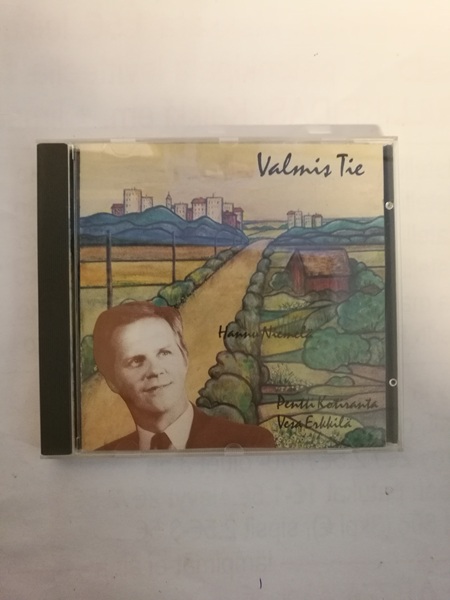 Valmis Tie
Hannu Niemelä
Pentti Kotiranta
Vesa Erkkilä